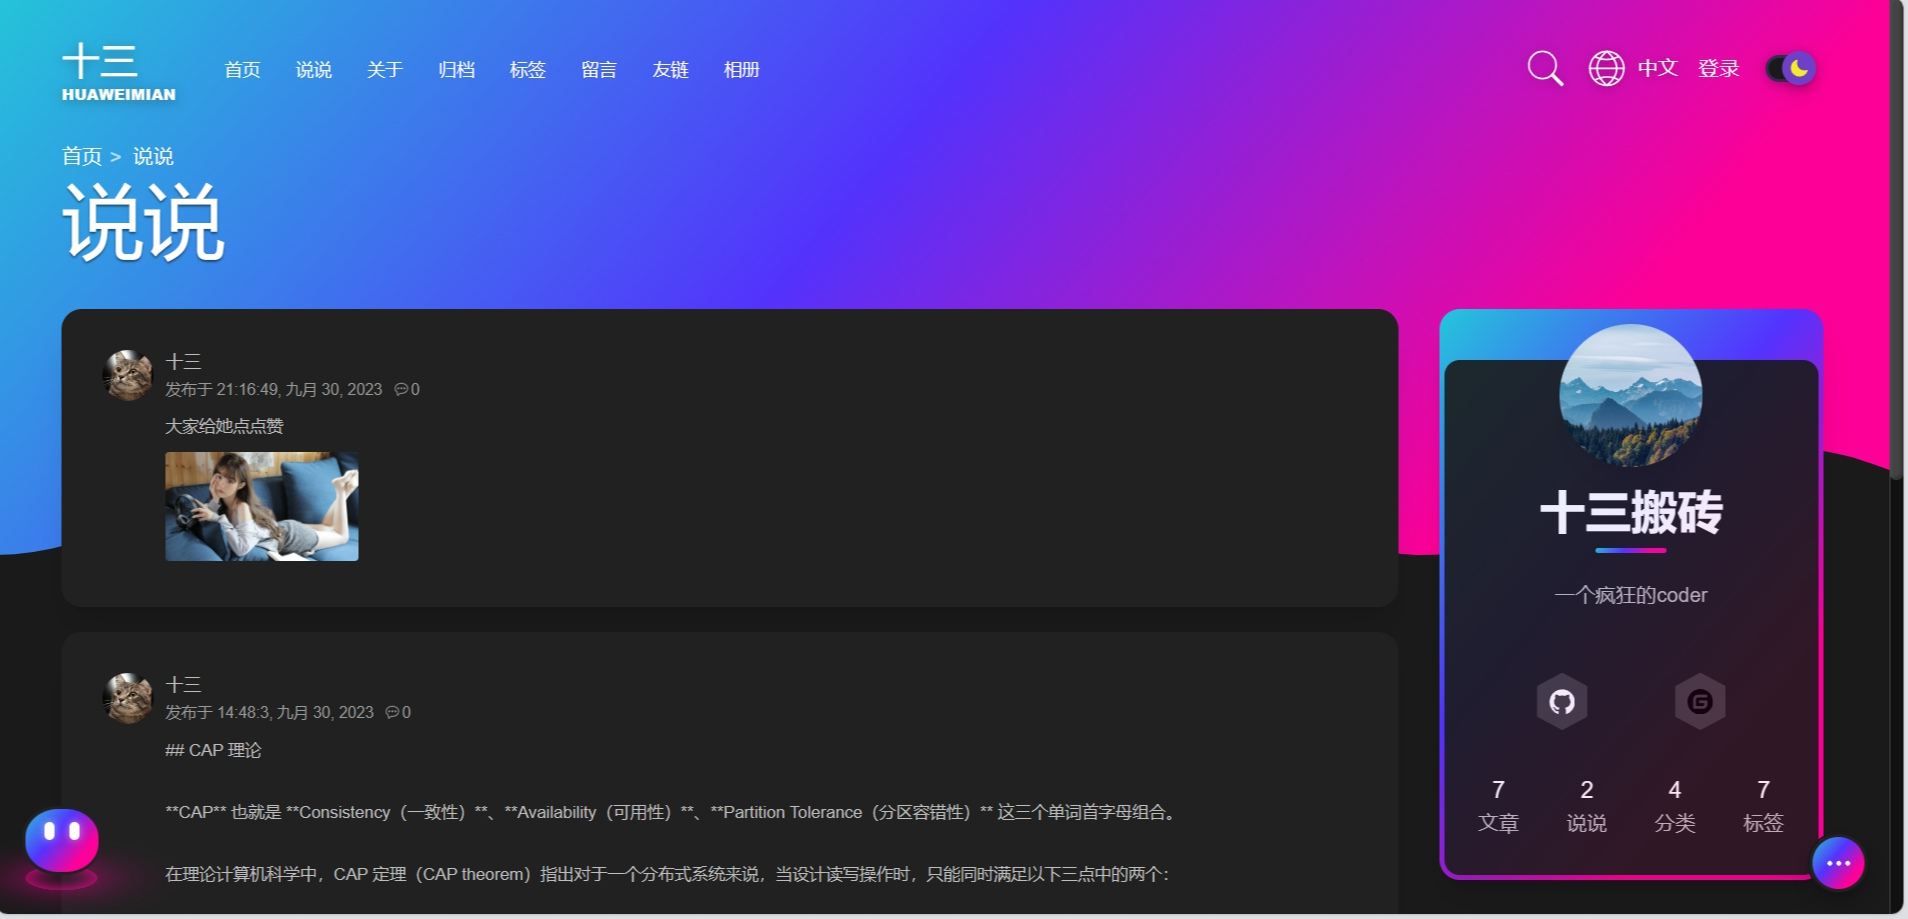 十三
HUAWEIMIAN
首页 说说 关于 归档 标签 留言 友链 相册
中文 登录
首页 > 说说
说说
十三
发布于 21:16:49, 九月 30, 2023 0
大家给她点点赞
十三
发布于 14:48:3, 九月 30, 2023 0
## CAP 理论
**CAP** 也就是 **Consistency（一致性）**、**Availability（可用性）**、**Partition Tolerance（分区容错性）** 这三个单词首字母组合。
在理论计算机科学中，CAP 定理（CAP theorem）指出对于一个分布式系统来说，当设计读写操作时，只能同时满足以下三点中的两个：
十三搬砖
一个疯狂的coder
7 2 4 7
文章 说说 分类 标签